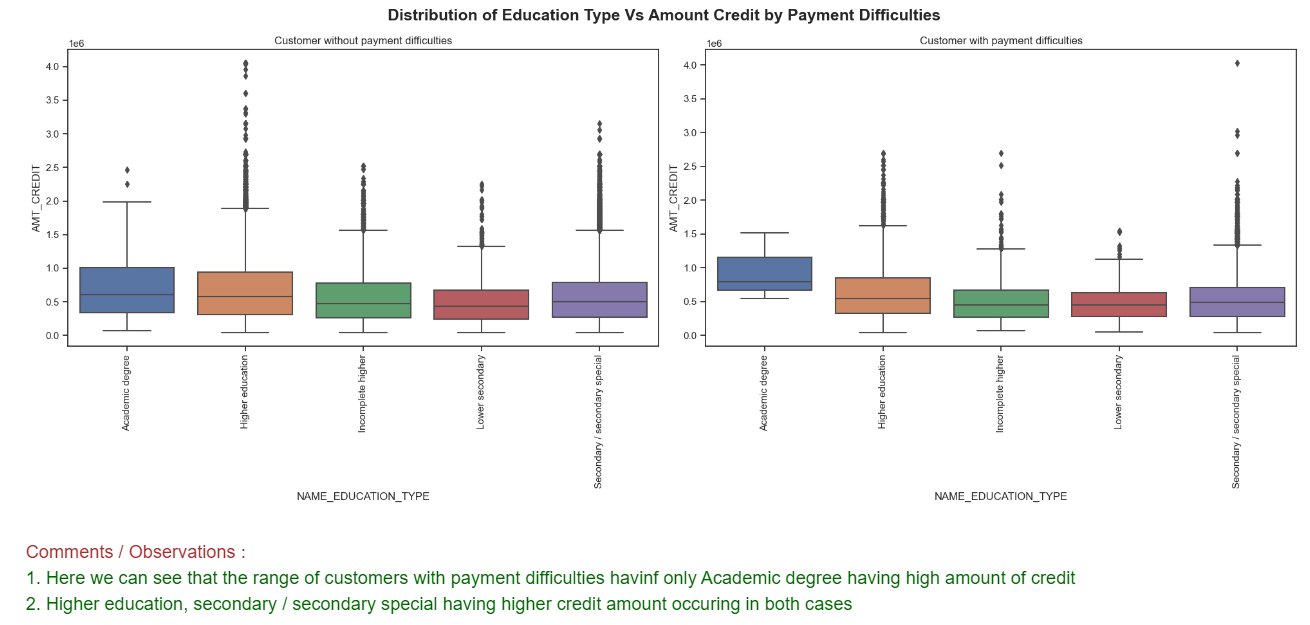 Distribution of Education Type Vs Amount Credit by Payment Difficulties
Customer without payment difficulties
1e6
4.0
3.5
3.0
2.5
2.0
1.5
1.0
0.5
0.0
AMT_CREDIT
Academic degree
Higher education
Incomplete higher
Lower secondary
Secondary / secondary special
NAME_EDUCATION_TYPE
Customer with payment difficulties
1e6
4.0
3.5
3.0
2.5
2.0
1.5
1.0
0.5
0.0
AMT_CREDIT
Academic degree
Higher education
Incomplete higher
Lower secondary
Secondary / secondary special
NAME_EDUCATION_TYPE
Comments / Observations :
1. Here we can see that the range of customers with payment difficulties havinf only Academic degree having high amount of credit
2. Higher education, secondary / secondary special having higher credit amount occuring in both cases